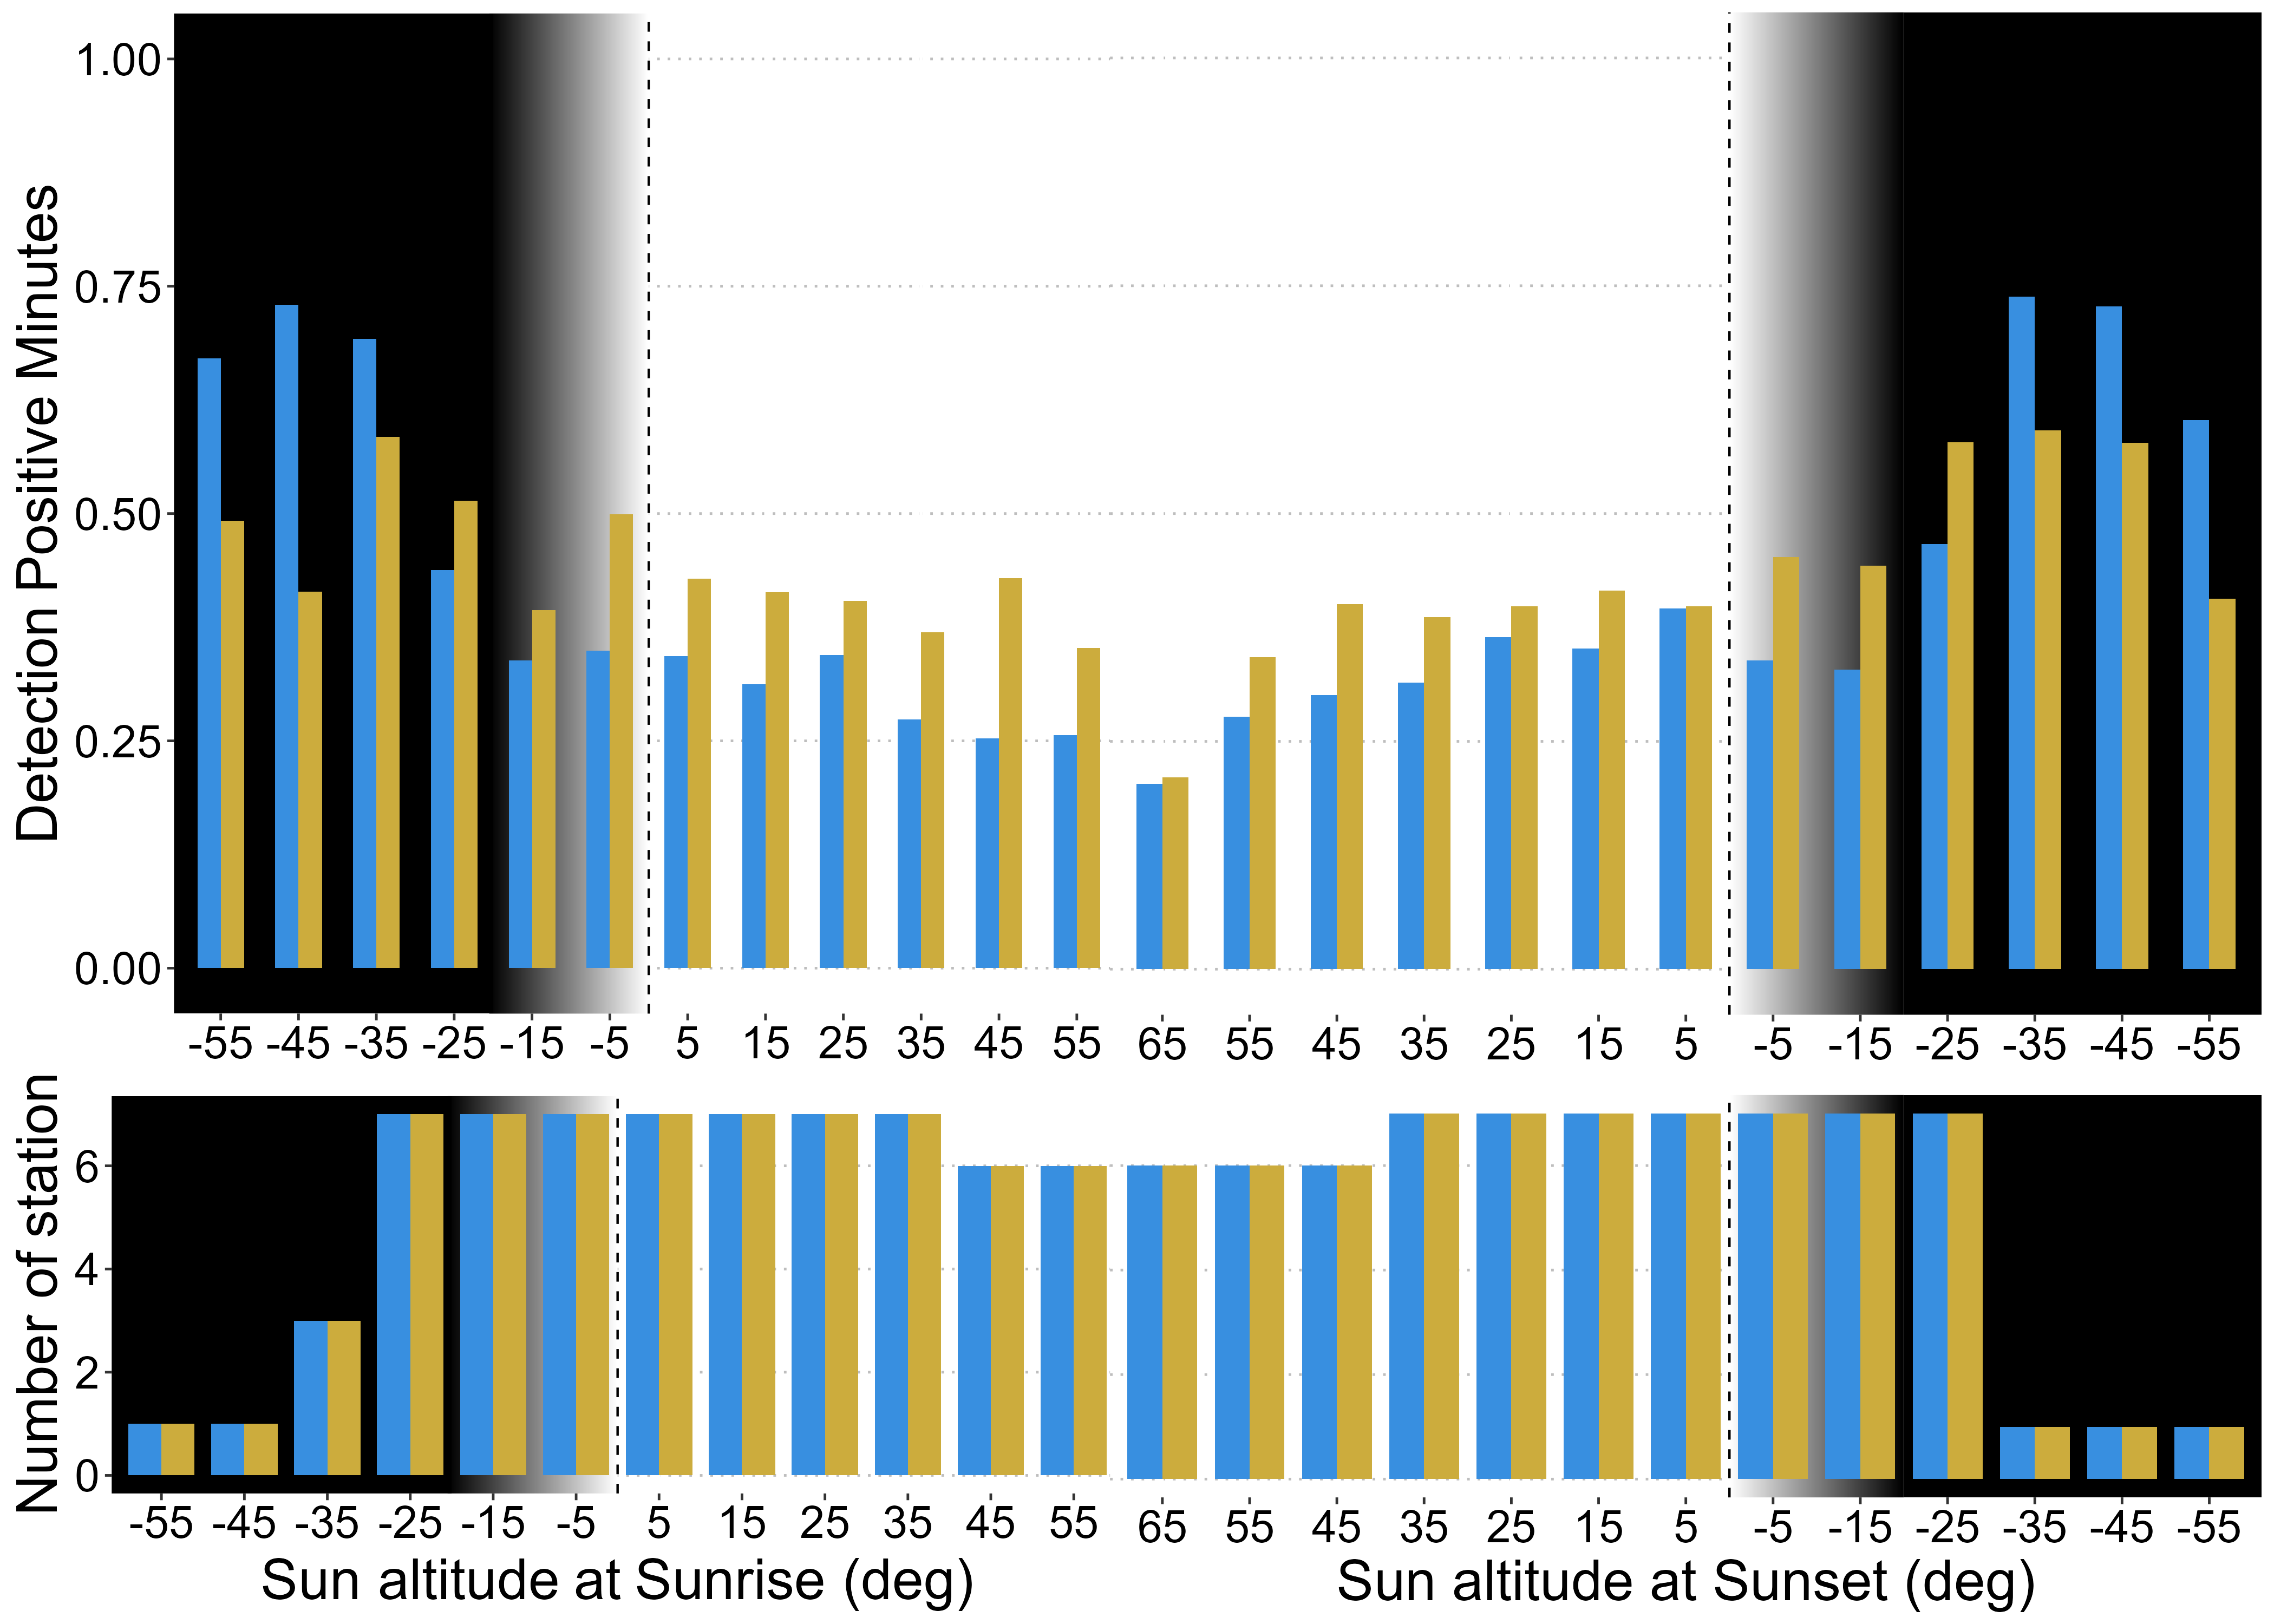 Detection Positive Minutes
1.00
0.75
0.50
0.25
0.00
-55 -45 -35 -25 -15 -5 5 15 25 35 45 55 65 55 45 35 25 15 5 -5 -15 -25 -35 -45 -55
Number of station
6
4
2
0
-55 -45 -35 -25 -15 -5 5 15 25 35 45 55 65 55 45 35 25 15 5 -5 -15 -25 -35 -45 -55
Sun altitude at Sunrise (deg) Sun altitude at Sunset (deg)